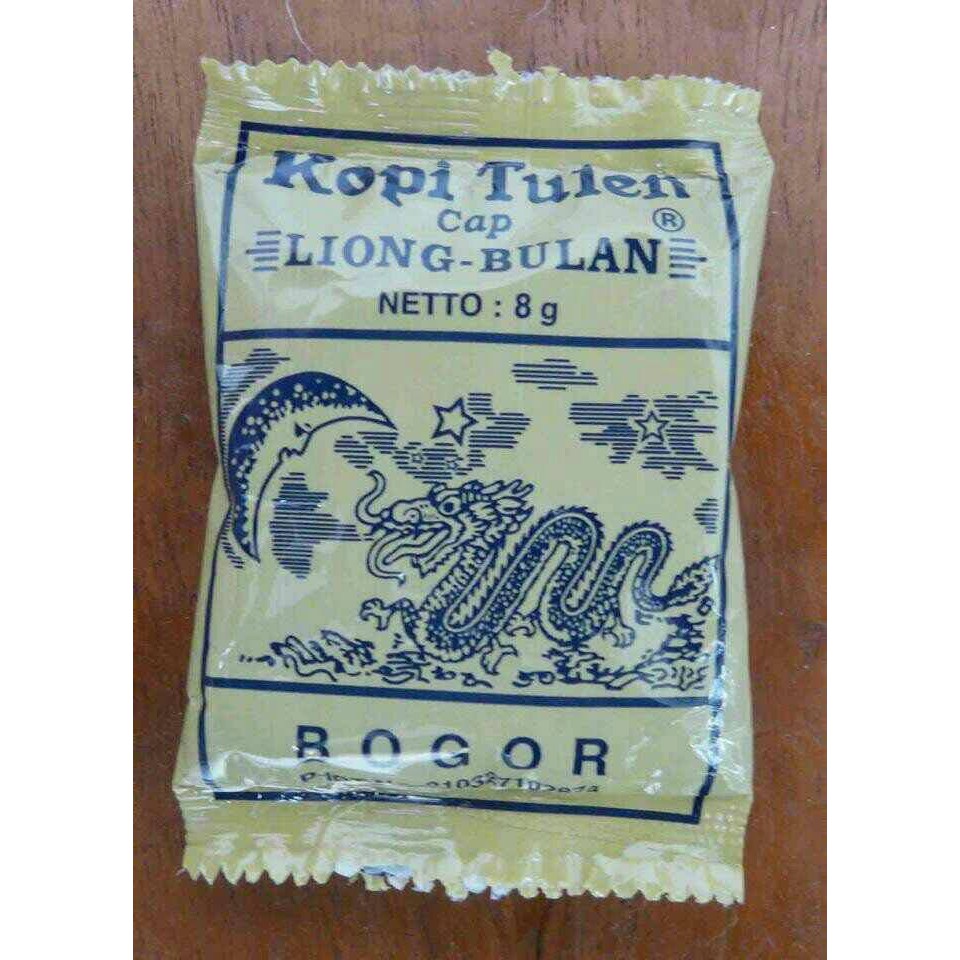 Kopi Tulen
Cap
LIONG-BULAN ®
NETTO : 8 g
BOGOR